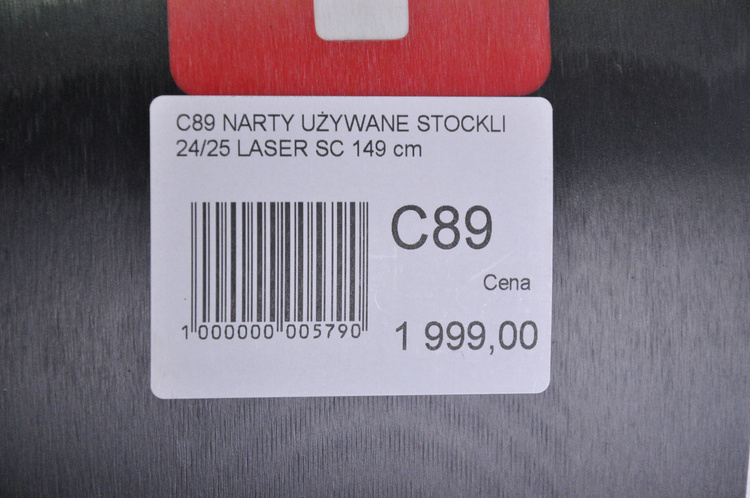 C89 NARTY UŻYWANE STOCKLI
24/25 LASER SC 149 cm
C89
Cena
1 000000 005790
1 999,00